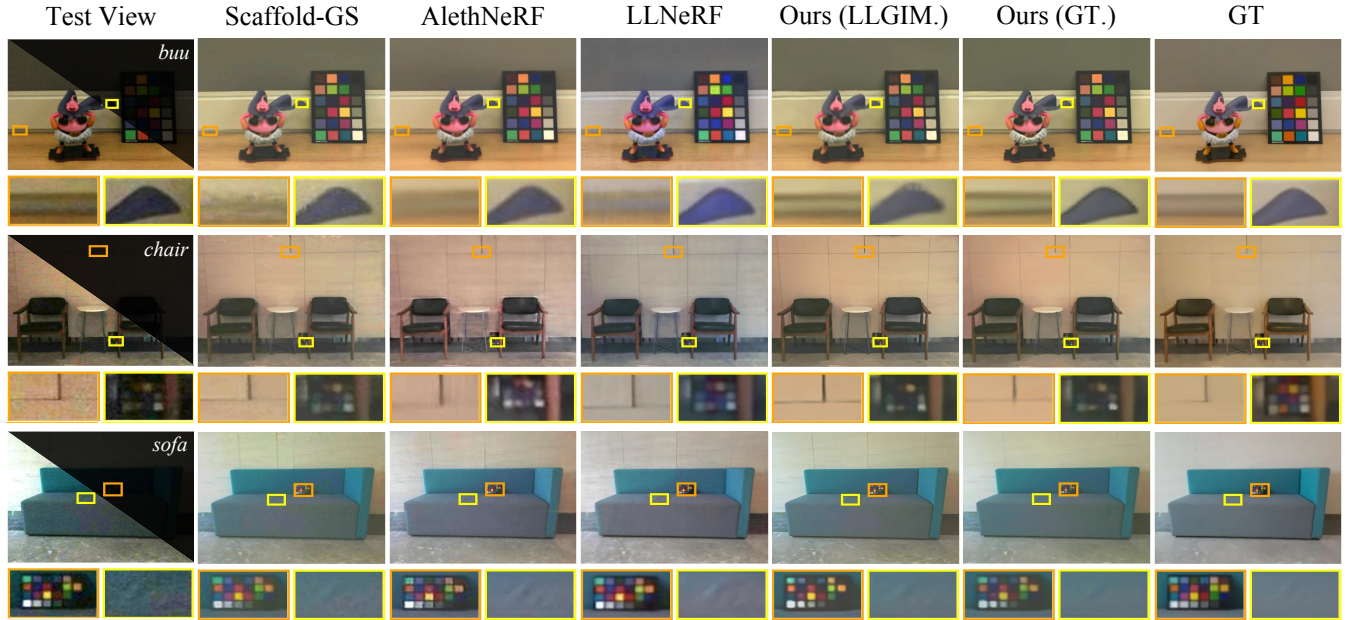 Test View Scaffold-GS AlethNeRF LLNeRF Ours (LLGIM.) Ours (GT.) GT
buu
chair
sofa